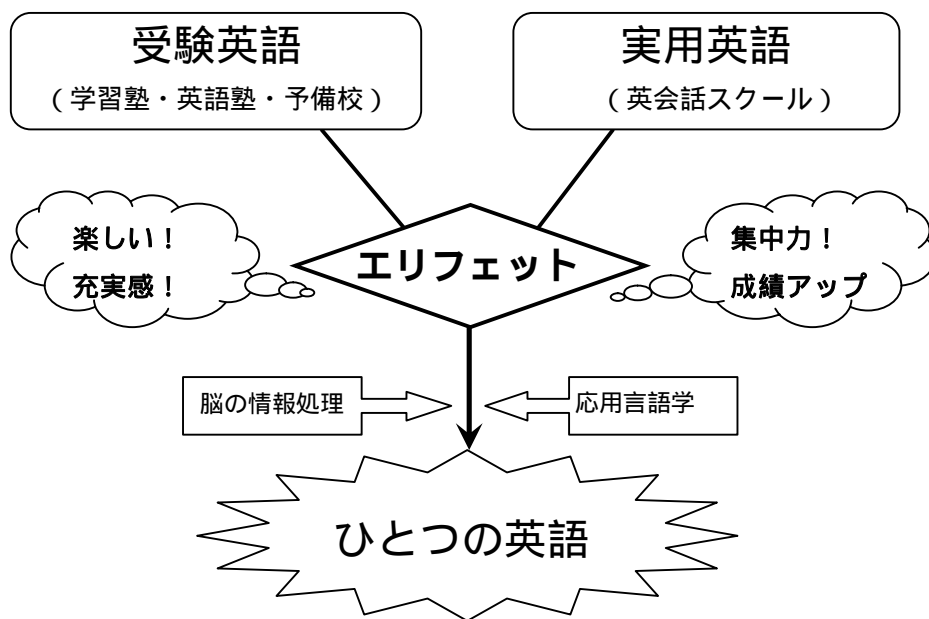 受験英語
（学習塾・英語塾・予備校）
実用英語
（英会話スクール）
楽しい！
充実感！
エリフェット
集中力！
成績アップ
脳の情報処理
応用言語学
ひとつの英語